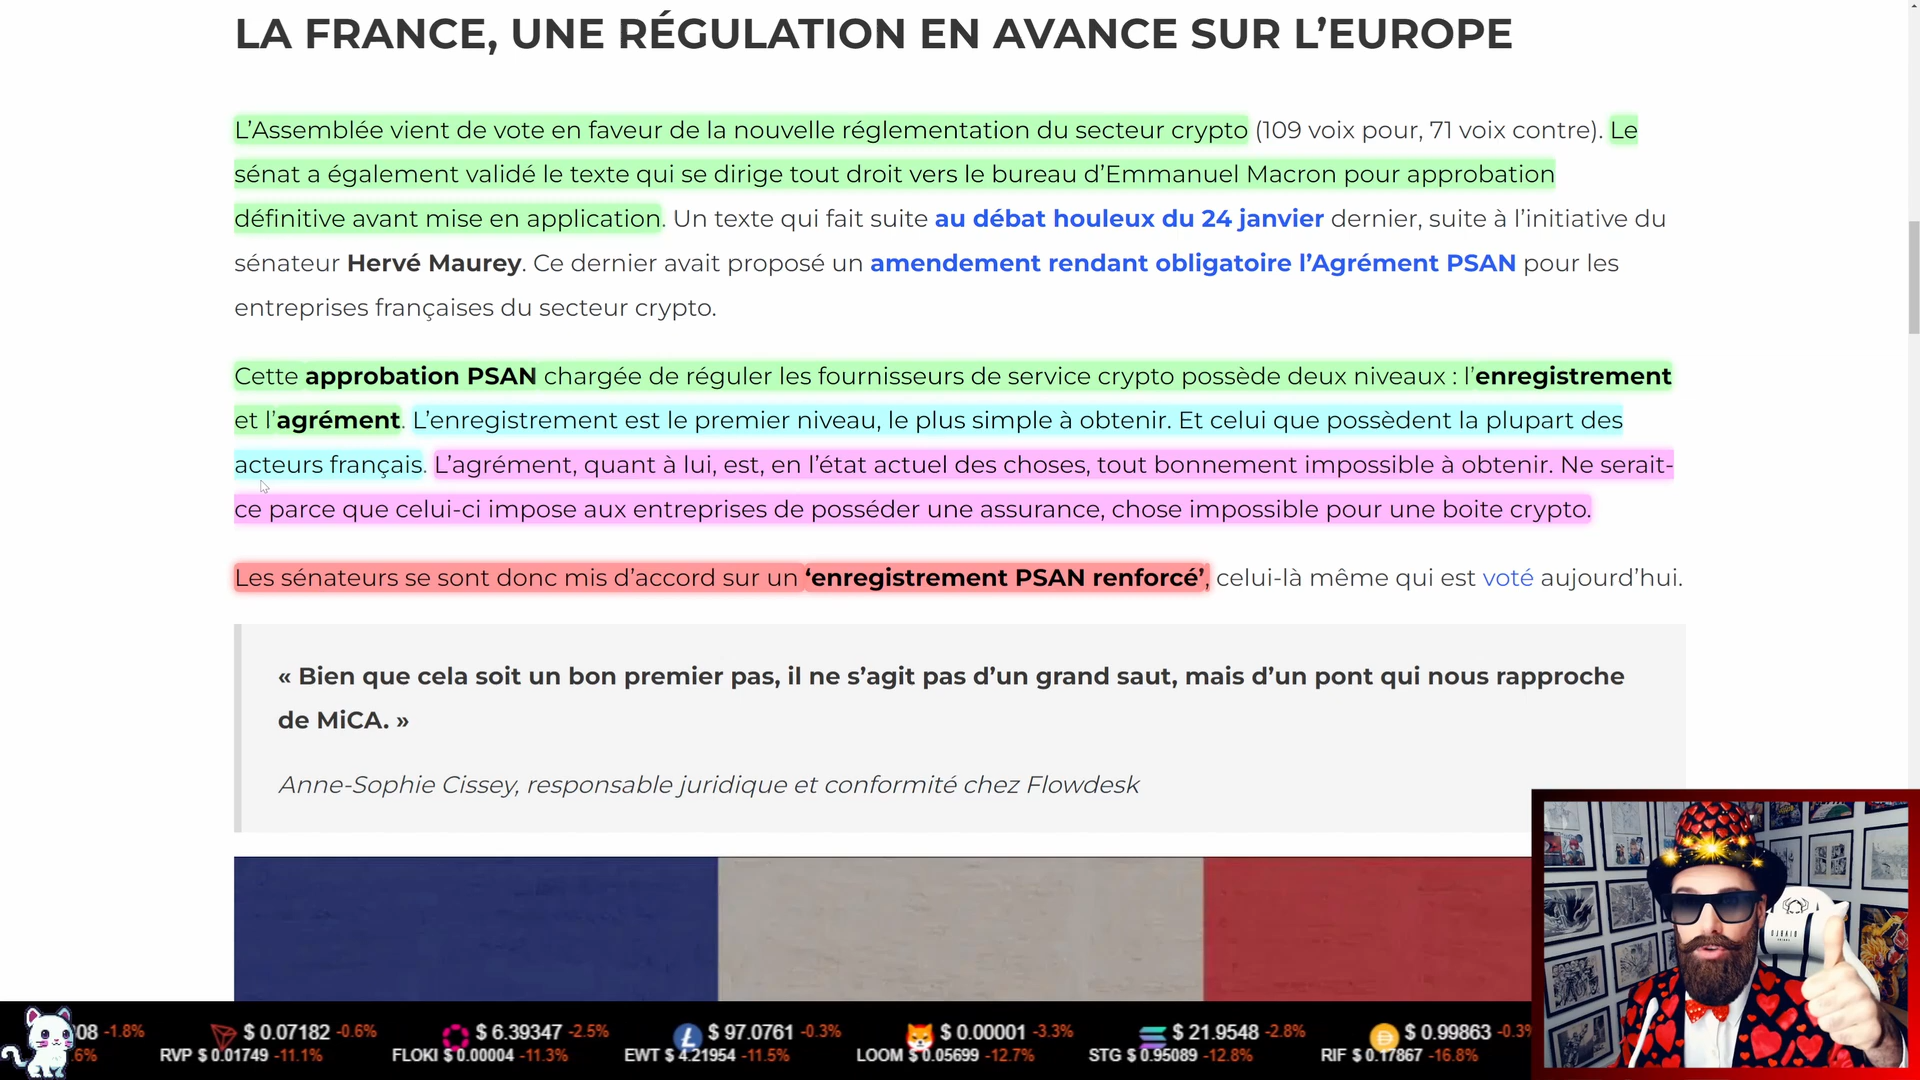 LA FRANCE, UNE RÉGULATION EN AVANCE SUR L’EUROPE
L’Assemblée vient de vote en faveur de la nouvelle réglementation du secteur crypto (109 voix pour, 71 voix contre). Le
sénat a également validé le texte qui se dirige tout droit vers le bureau d’Emmanuel Macron pour approbation
définitive avant mise en application. Un texte qui fait suite au débat houleux du 24 janvier dernier, suite à l’initiative du
sénateur Hervé Maurey. Ce dernier avait proposé un amendement rendant obligatoire l’Agrément PSAN pour les
entreprises françaises du secteur crypto.
Cette approbation PSAN chargée de réguler les fournisseurs de service crypto possède deux niveaux : l’enregistrement
et l’agrément. L’enregistrement est le premier niveau, le plus simple à obtenir. Et celui que possèdent la plupart des
acteurs français. L’agrément, quant à lui, est, en l’état actuel des choses, tout bonnement impossible à obtenir. Ne serait-
ce parce que celui-ci impose aux entreprises de posséder une assurance, chose impossible pour une boite crypto.
Les sénateurs se sont donc mis d’accord sur un ‘enregistrement PSAN renforcé’, celui-là même qui est voté aujourd’hui.
« Bien que cela soit un bon premier pas, il ne s’agit pas d’un grand saut, mais d’un pont qui nous rapproche
de MiCA. »
Anne-Sophie Cissey, responsable juridique et conformité chez Flowdesk
08 -1.8% $ 0.07182 -0.6% $ 6.39347 -2.5% $ 97.0761 -0.3% $ 0.00001 -3.3% $ 21.9548 -2.8% $ 0.99863 -0.3%
.6% RVP $ 0.01749 -11.1% FLOKI $ 0.00004 -11.3% EWT $ 4.21954 -11.5% LOOM $ 0.05699 -12.7% STG $ 0.95089 -12.8% RIF $ 0.17867 -16.8%